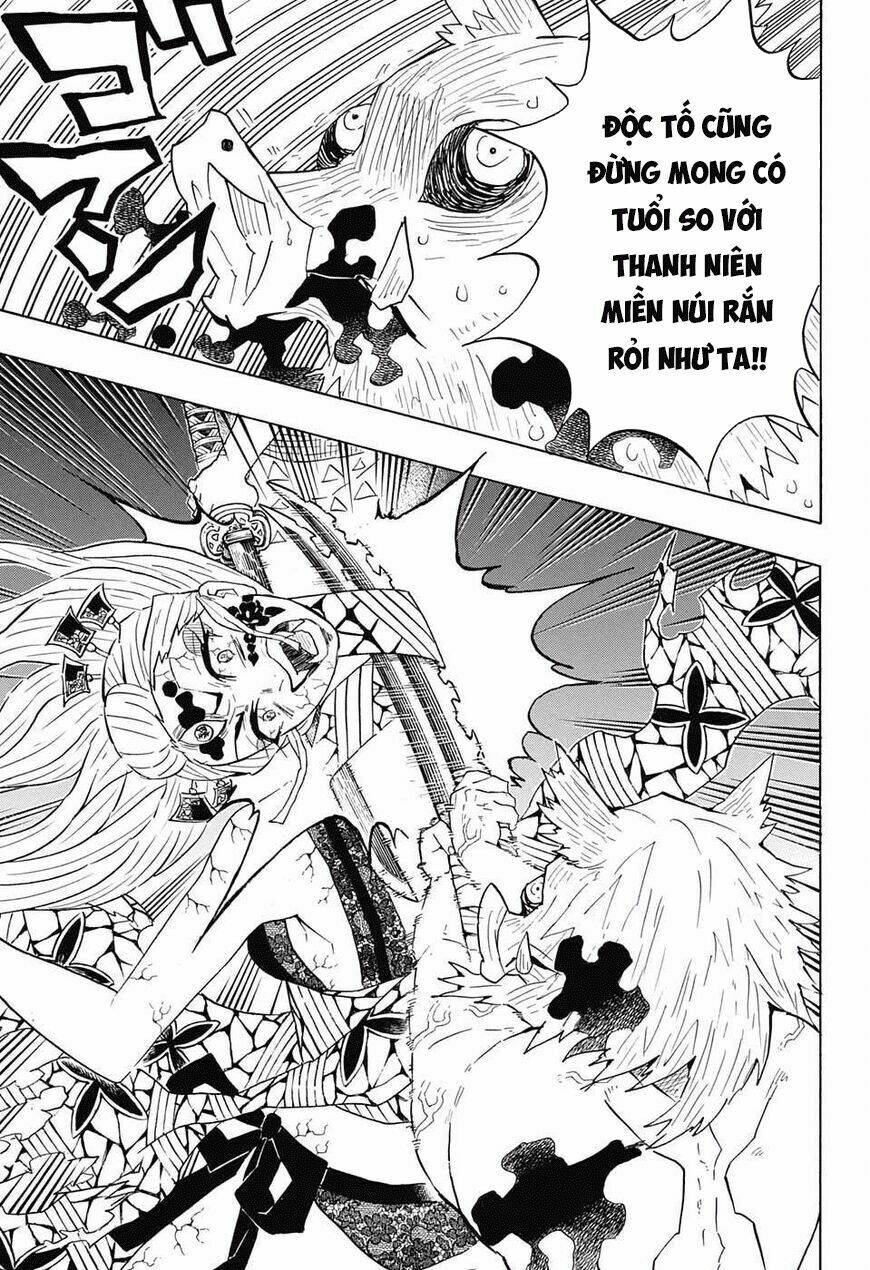 ĐỘC TỐ CŨNG
ĐỪNG MONG CÓ
TUỔI SO VỚI
THANH NIÊN
MIỀN NÚI RẮN
RỎI NHƯ TA!!